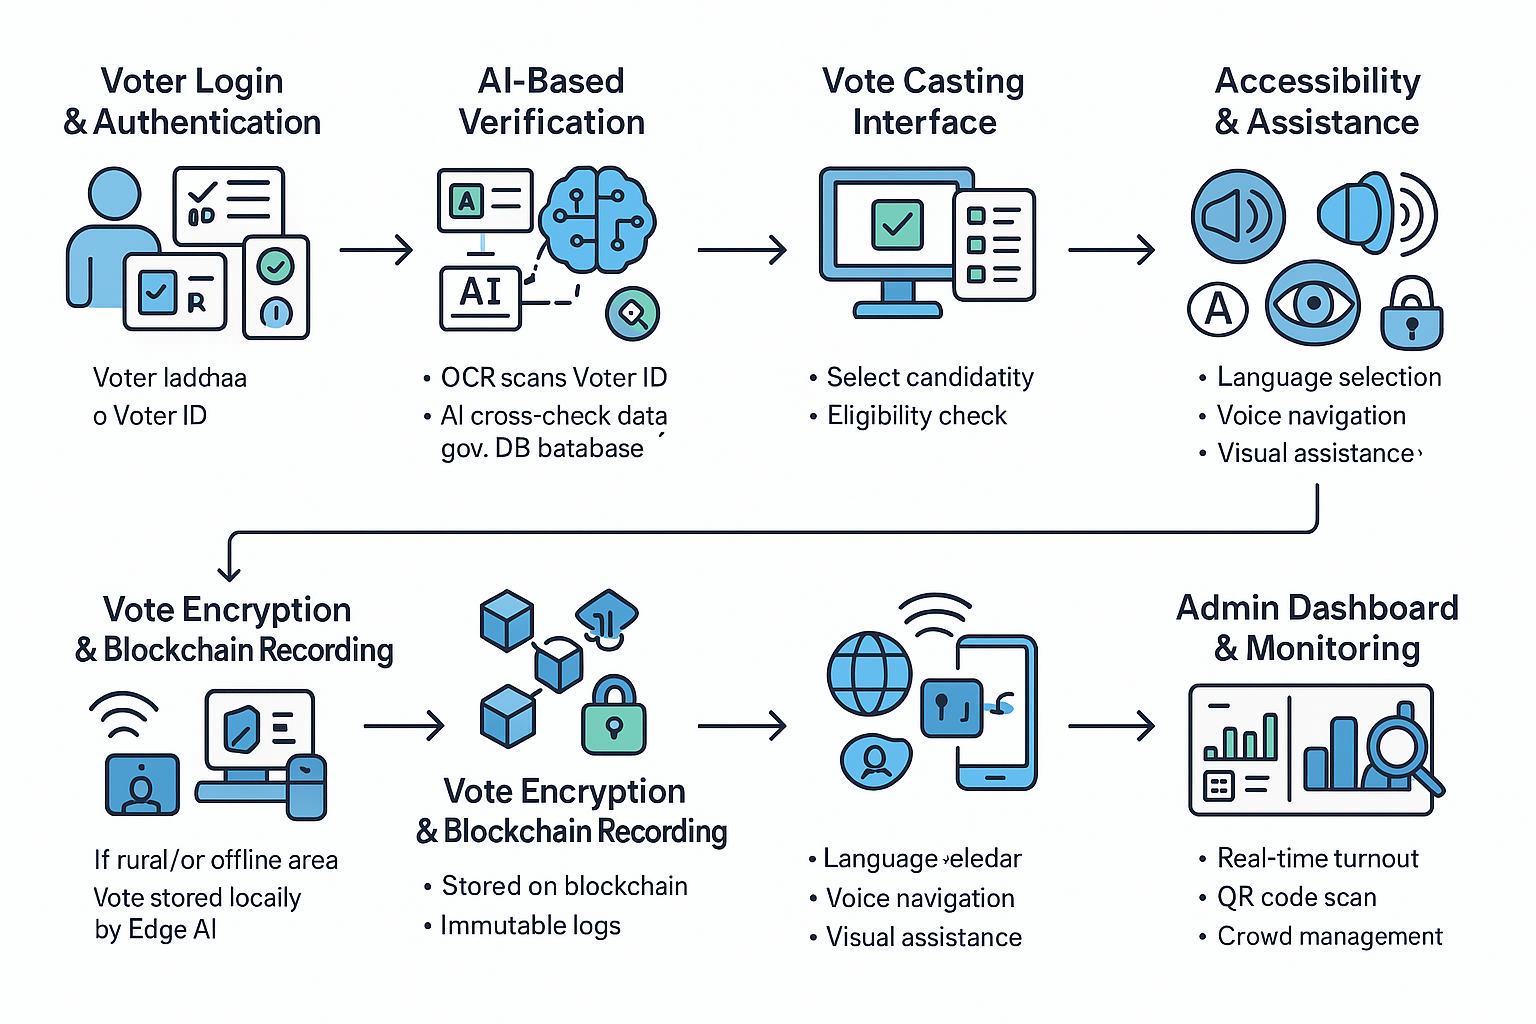 Voter Login
& Authentication
ID
R
Voter laddhaa
o Voter ID
AI-Based
Verification
A
AI
• OCR scans Voter ID
• AI cross-check data
gov. DB batabase
Vote Casting
Interface
• Select candidatity
• Eligibility check
Accessibility
& Assistance
A
• Language selection
• Voice navigation
• Visual assistance
Vote Encryption
& Blockchain Recording
If rural/or offline area
Vote stored locally
by Edge AI
Vote Encryption
& Blockchain Recording
• Stored on blockchain
• Immutable logs
• Language
• Voice navigation
• Visual assistance
Admin Dashboard
& Monitoring
• Real-time turnout
• QR code scan
• Crowd management